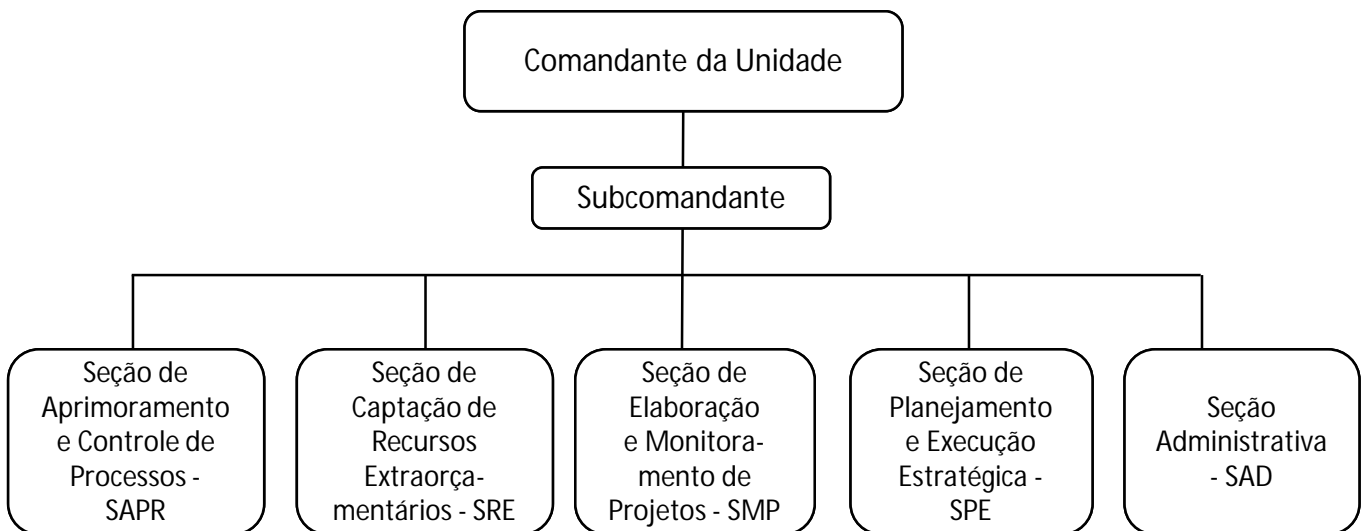 Comandante da Unidade
Subcomandante
Seção de
Aprimoramento
e Controle de
Processos -
SAPR
Seção de
Captação de
Recursos
Extraorça-
mentários - SRE
Seção de
Elaboração
e Monitora-
mento de
Projetos - SMP
Seção de
Planejamento
e Execução
Estratégica -
SPE
Seção
Administrativa
- SAD